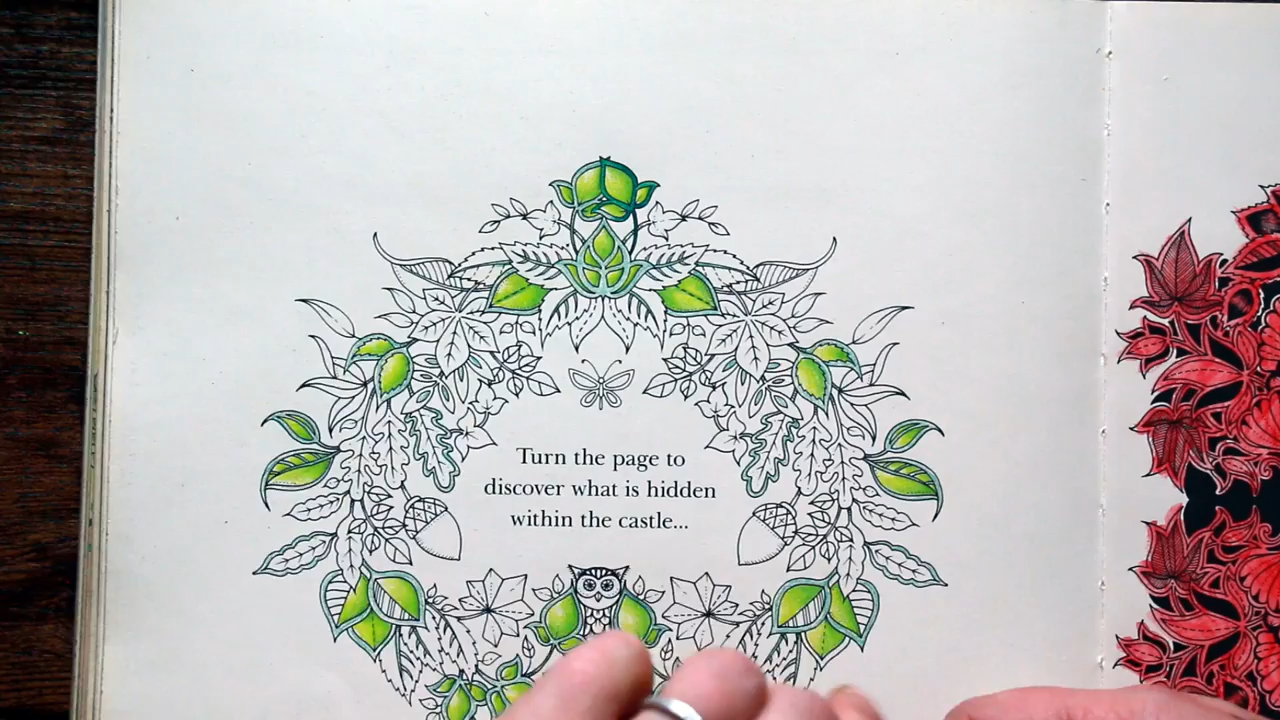 Turn the page to
discover what is hidden
within the castle...